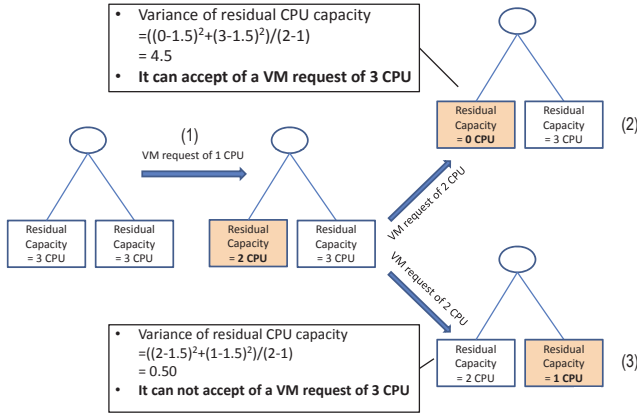 • Variance of residual CPU capacity
=((0-1.5)²+(3-1.5)²)/(2-1)
= 4.5
• It can accept of a VM request of 3 CPU
Residual
Capacity
= 0 CPU
Residual
Capacity
= 3 CPU
(2)
(1)
VM request of 1 CPU
VM request of 2 CPU
Residual
Capacity
= 3 CPU
Residual
Capacity
= 3 CPU
Residual
Capacity
= 2 CPU
Residual
Capacity
= 3 CPU
VM request of 2 CPU
• Variance of residual CPU capacity
=((2-1.5)²+(1-1.5)²)/(2-1)
= 0.50
• It can not accept of a VM request of 3 CPU
Residual
Capacity
= 2 CPU
Residual
Capacity
= 1 CPU
(3)